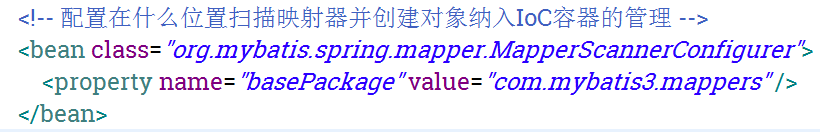 <!-- 配置在什么位置扫描映射器并创建对象纳入IoC容器的管理 -->
<bean class="org.mybatis.spring.mapper.MapperScannerConfigurer">
<property name="basePackage" value="com.mybatis3.mappers" />
</bean>